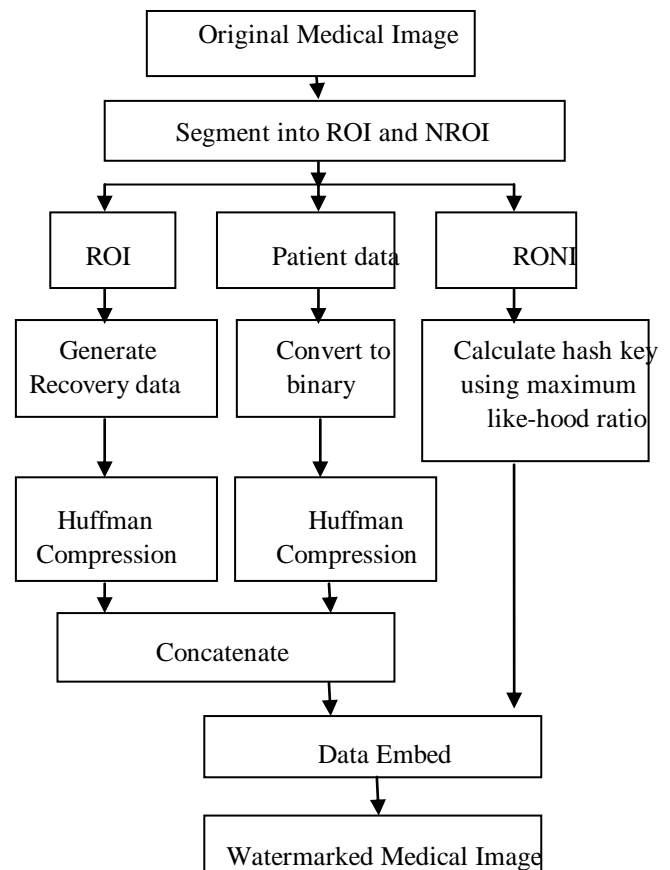 Original Medical Image
Segment into ROI and NROI
ROI
Patient data
RONI
Generate
Recovery data
Convert to
binary
Calculate hash key
using maximum
like-hood ratio
Huffman
Compression
Huffman
Compression
Concatenate
Data Embed
Watermarked Medical Image